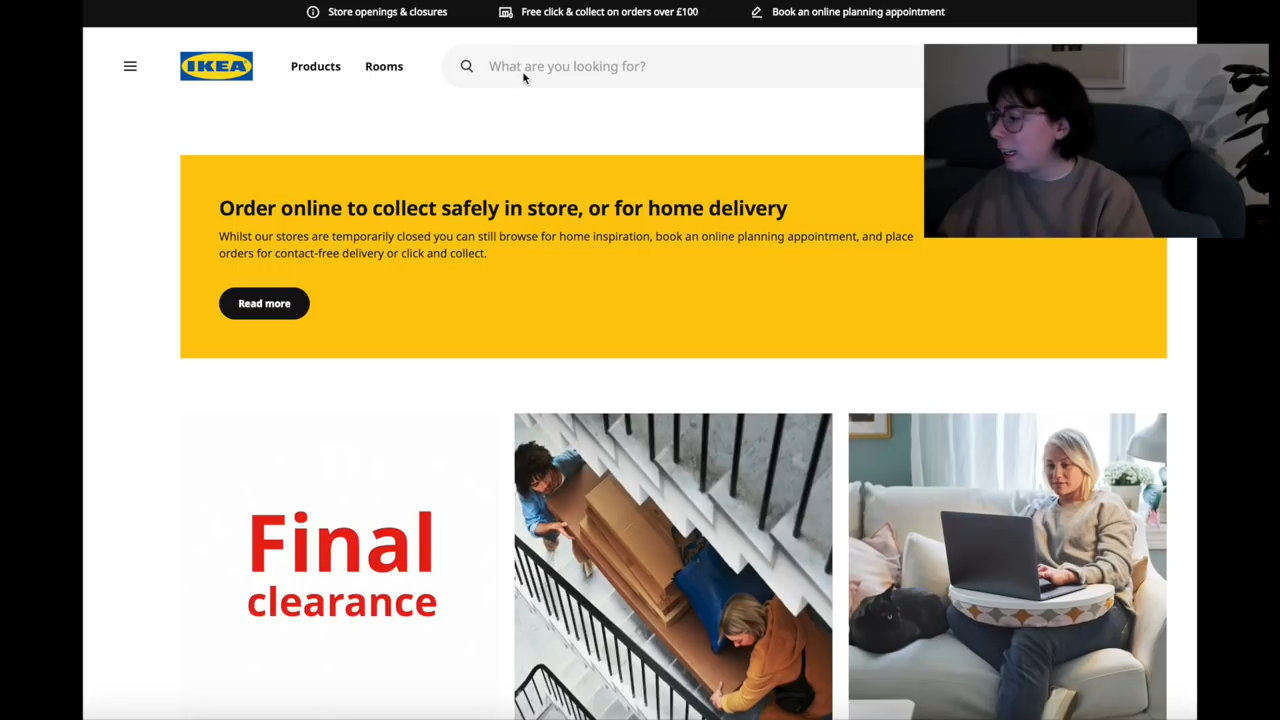 Store openings & closures
Free click & collect on orders over £100
Book an online planning appointment
IKEA
Products
Rooms
What are you looking for?
Order online to collect safely in store, or for home delivery
Whilst our stores are temporarily closed you can still browse for home inspiration, book an online planning appointment, and place
orders for contact-free delivery or click and collect.
Read more
Final
clearance